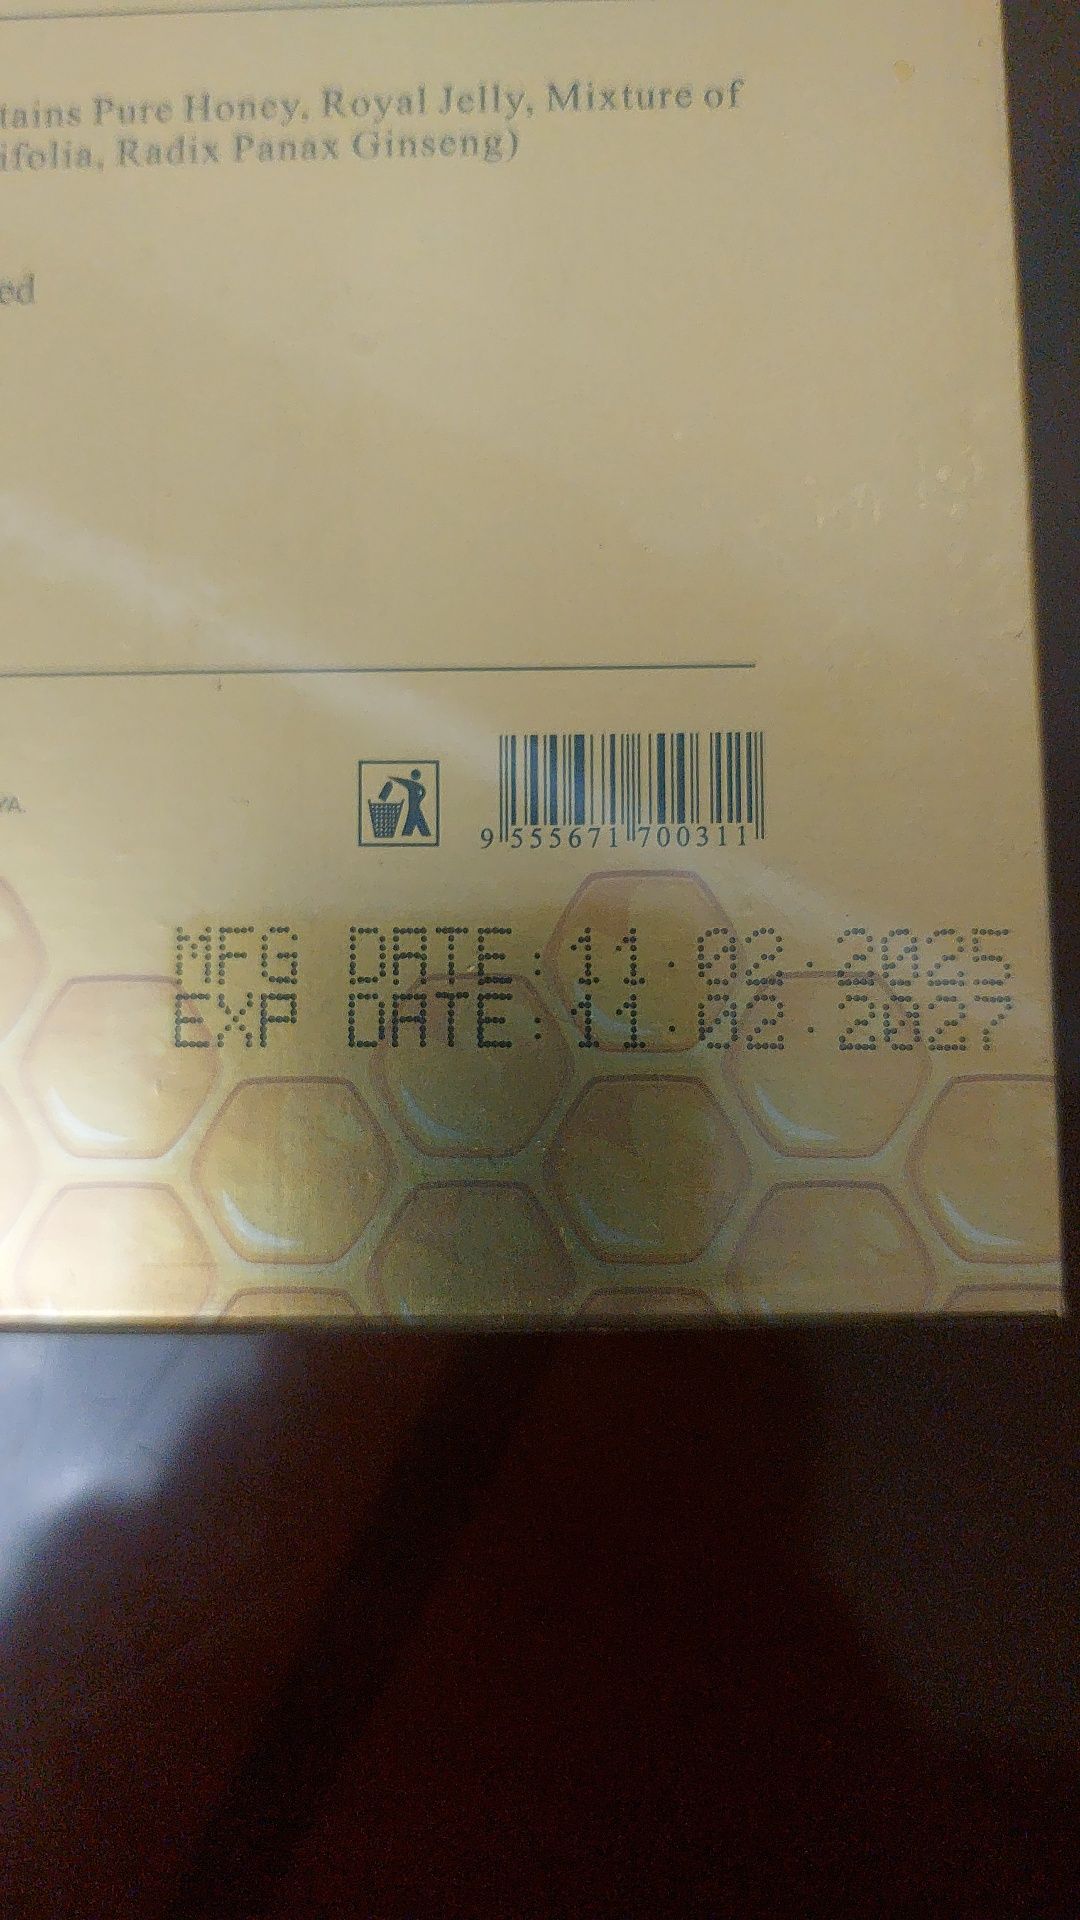 tains Pure Honey, Royal Jelly, Mixture of
ifolia, Radix Panax Ginseng)
ed
YA.
9 555671 700311
MFG DATE:11.02.2025
EXP DATE:11.02.2027